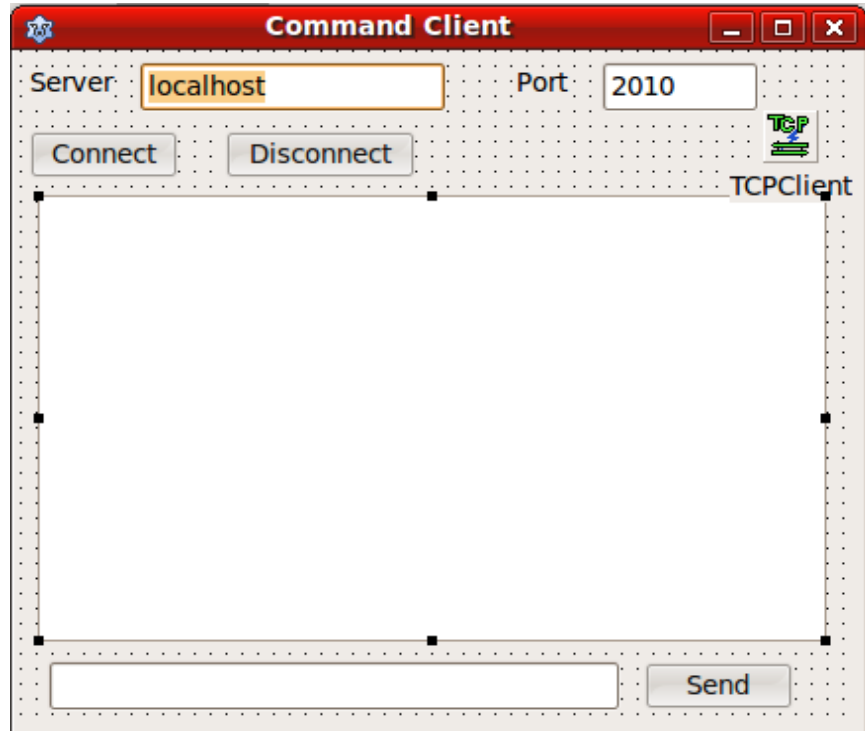 Command Client
Server localhost Port 2010
TCP
Connect Disconnect
TCPClient
Send